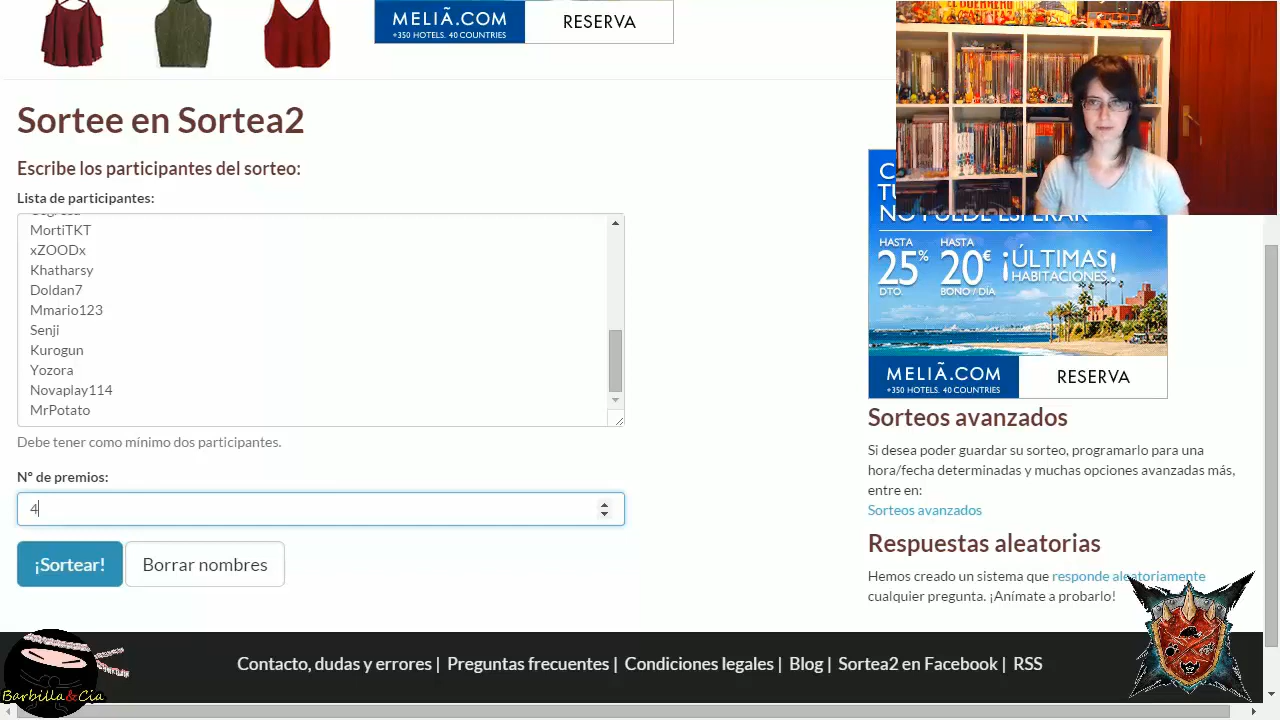 MELIÃ.COM
+350 HOTELS. 40 COUNTRIES
RESERVA
Sortee en Sortea2
Escribe los participantes del sorteo:
Lista de participantes:
MortiTKT
xZOODx
Khatharsy
Doldan7
Mmario123
Senji
Kurogun
Yozora
Novaplay114
MrPotato
Debe tener como mínimo dos participantes.
Nº de premios:
4
¡Sortear!
Borrar nombres
NO PUEDE ESPERAR
HASTA
25%
DTO.
HASTA
20€
BONO / DÍA
¡ÚLTIMAS
HABITACIONES!
MELIÃ.COM
+350 HOTELS. 40 COUNTRIES
RESERVA
Sorteos avanzados
Si desea poder guardar su sorteo, programarlo para una
hora/fecha determinadas y muchas opciones avanzadas más,
entre en:
Sorteos avanzados
Respuestas aleatorias
Hemos creado un sistema que responde aleatoriamente
cualquier pregunta. ¡Anímate a probarlo!
Contacto, dudas y errores | Preguntas frecuentes | Condiciones legales | Blog | Sortea2 en Facebook | RSS
Barbilla&Cia